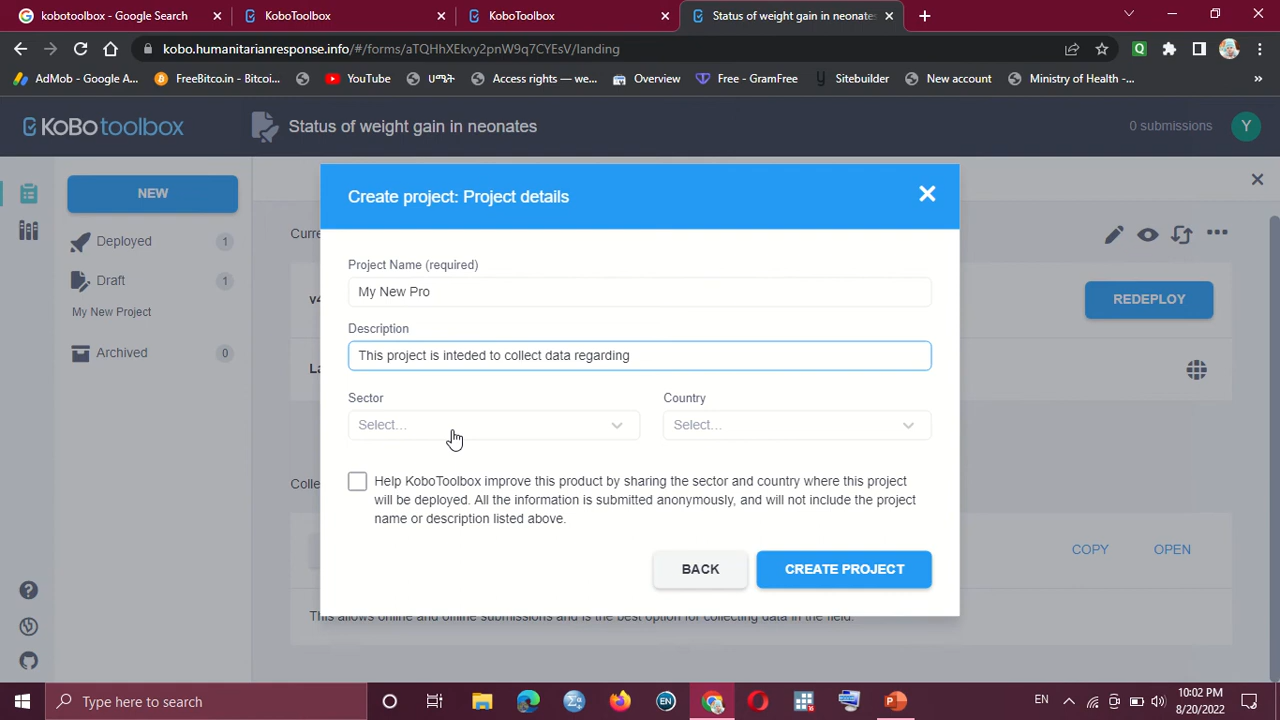 kobotoolbox - Google Search
KoboToolbox
KoboToolbox
Status of weight gain in neonates
kobo.humanitarianresponse.info/#/forms/aTQHhXEkvy2pnW9q7CYEsV/landing
AdMob - Google A...
FreeBitco.in - Bitcoi...
YouTube
ህማች
Access rights — we...
Overview
Free - GramFree
Sitebuilder
New account
Ministry of Health -...
»
KoBo toolbox
Status of weight gain in neonates
0 submissions
Y
NEW
Deployed
1
Draft
1
My New Project
Archived
0
Curre
v4
REDEPLOY
La
Create project: Project details
Project Name (required)
My New Pro
Description
This project is inteded to collect data regarding
Sector
Country
Select...
Select...
Help KoboToolbox improve this product by sharing the sector and country where this project
will be deployed. All the information is submitted anonymously, and will not include the project
name or description listed above.
BACK
CREATE PROJECT
Colle
COPY
OPEN
This allows online and offline submissions and is the best option for collecting data in the field.
Type here to search
EN
EN
10:02 PM
8/20/2022